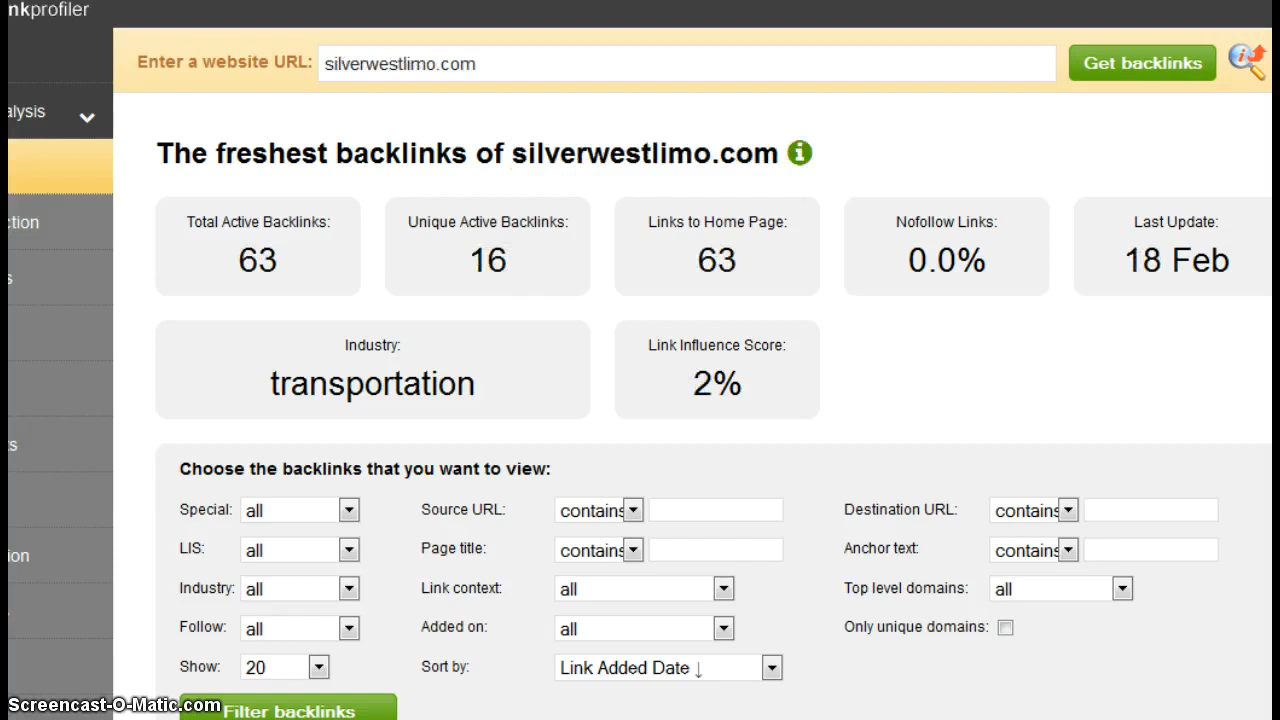 nkprofiler
Enter a website URL: silverwestlimo.com Get backlinks
alysis
The freshest backlinks of silverwestlimo.com
ction
Total Active Backlinks: Unique Active Backlinks: Links to Home Page: Nofollow Links: Last Update:
63 16 63 0.0% 18 Feb
s
Industry: Link Influence Score:
transportation 2%
s
Choose the backlinks that you want to view:
Special: all Source URL: contains Destination URL: contains
LIS: all Page title: contains Anchor text: contains
ion
Industry: all Link context: all Top level domains: all
Follow: all Added on: all Only unique domains:
Show: 20 Sort by: Link Added Date ↓
Filter backlinks
Screencast-O-Matic.com